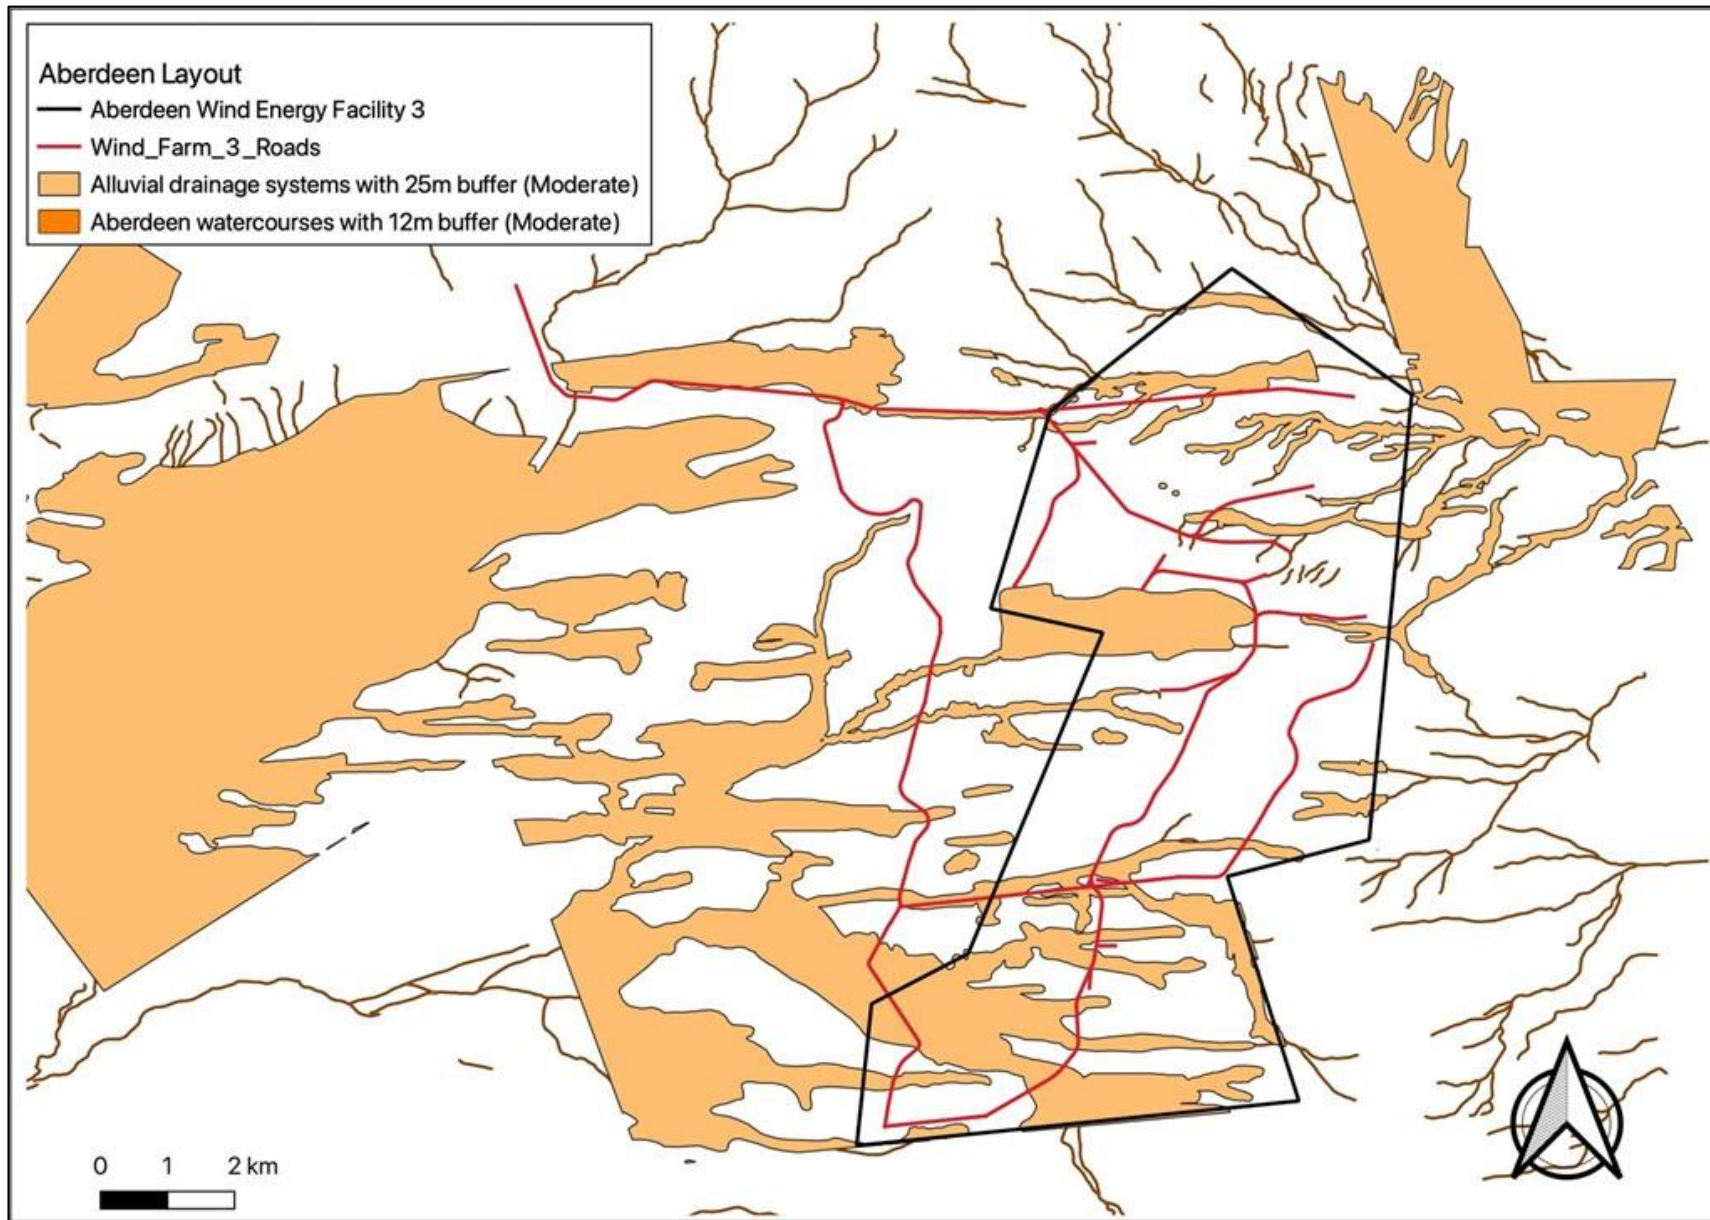 Aberdeen Layout
Aberdeen Wind Energy Facility 3
Wind_Farm_3_Roads
Alluvial drainage systems with 25m buffer (Moderate)
Aberdeen watercourses with 12m buffer (Moderate)
0 1 2 km